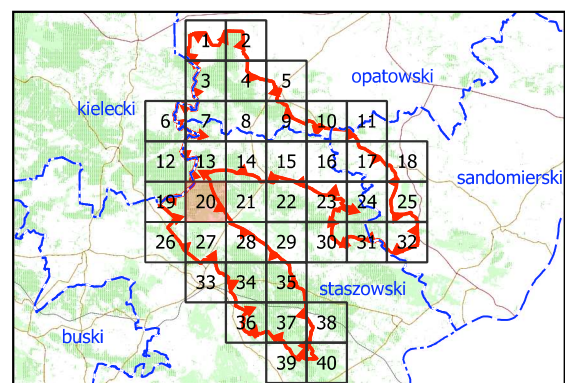 1 2
3 4 5 opatowski
kielecki 6 7 8 9 10 11
12 13 14 15 16 17 18
sandomierski
19 20 21 22 23 24 25
26 27 28 29 30 31 32
33 34 35 staszowski
buski 36 37 38
39 40